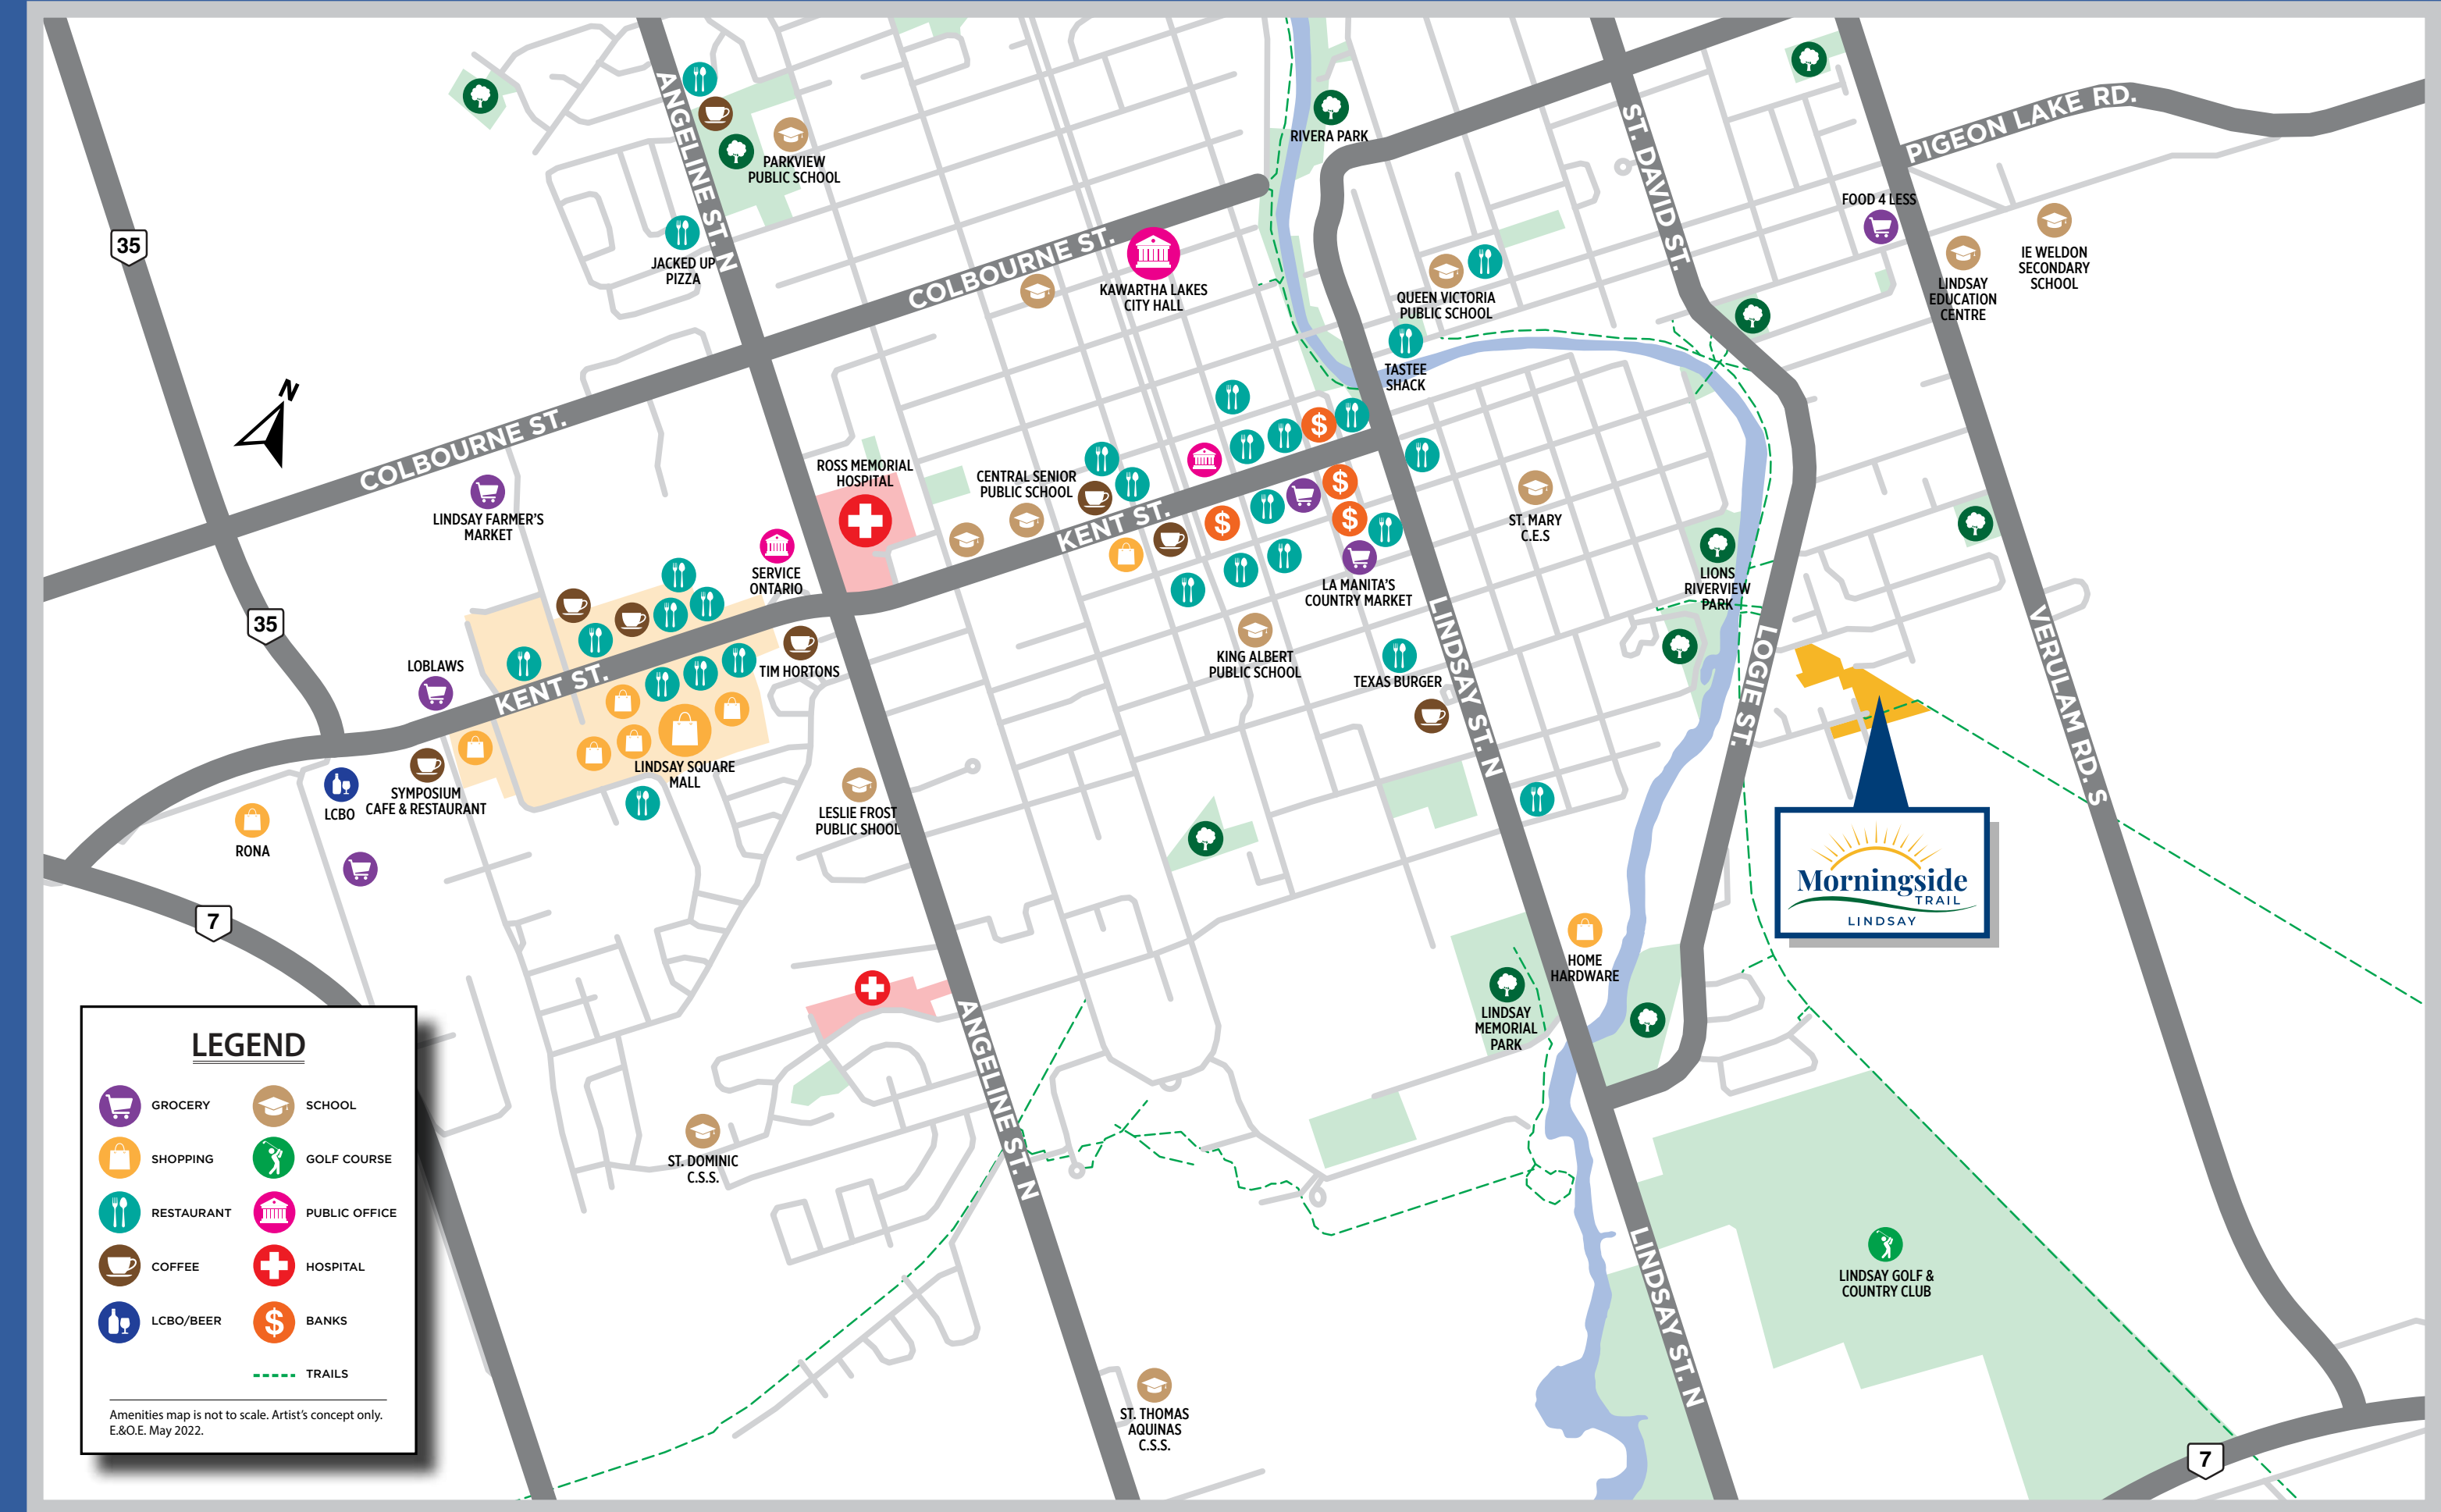 ANGELINE ST. N
PARKVIEW
PUBLIC SCHOOL
JACKED UP
PIZZA
35
N
COLBOURNE ST.
COLBOURNE ST.
KAWARTHA LAKES
CITY HALL
RIVERA PARK
ST. DAVID ST.
PIGEON LAKE RD.
FOOD 4 LESS
LINDSAY
EDUCATION
CENTRE
IE WELDON
SECONDARY
SCHOOL
QUEEN VICTORIA
PUBLIC SCHOOL
TASTEE
SHACK
LINDSAY FARMER'S
MARKET
ROSS MEMORIAL
HOSPITAL
CENTRAL SENIOR
PUBLIC SCHOOL
KENT ST.
$
$
$
$
ST. MARY
C.E.S
SERVICE
ONTARIO
LA MANITA'S
COUNTRY MARKET
LIONS
RIVERVIEW
PARK
35
LOBLAWS
KENT ST.
TIM HORTONS
KING ALBERT
PUBLIC SCHOOL
TEXAS BURGER
LINDSAY ST. N
LOGIE ST.
VERULAM RD. S
LINDSAY SQUARE
MALL
SYMPOSIUM
CAFE & RESTAURANT
LCBO
RONA
LESLIE FROST
PUBLIC SHOOL
7
Morningside
TRAIL
LINDSAY
HOME
HARDWARE
LINDSAY
MEMORIAL
PARK
ANGELINE ST. N
ST. DOMINIC
C.S.S.
LINDSAY ST. N
LINDSAY GOLF &
COUNTRY CLUB
ST. THOMAS
AQUINAS
C.S.S.
7
LEGEND
GROCERY
SCHOOL
SHOPPING
GOLF COURSE
RESTAURANT
PUBLIC OFFICE
COFFEE
HOSPITAL
LCBO/BEER
$
BANKS
TRAILS
Amenities map is not to scale. Artist's concept only.
E.&O.E. May 2022.